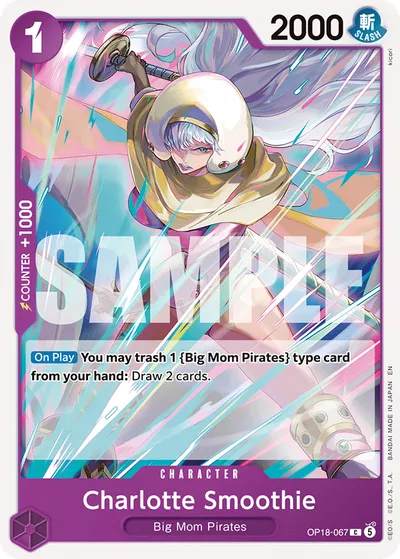 1
2000
斬
SLASH
kicori
COUNTER +1000
SAMPLE
On Play You may trash 1 {Big Mom Pirates} type card
from your hand: Draw 2 cards.
©E.O./S. ©E.O.S., T.A. BANDAI MADE IN JAPAN EN
CHARACTER
Charlotte Smoothie
Big Mom Pirates
OP18-067 C 5